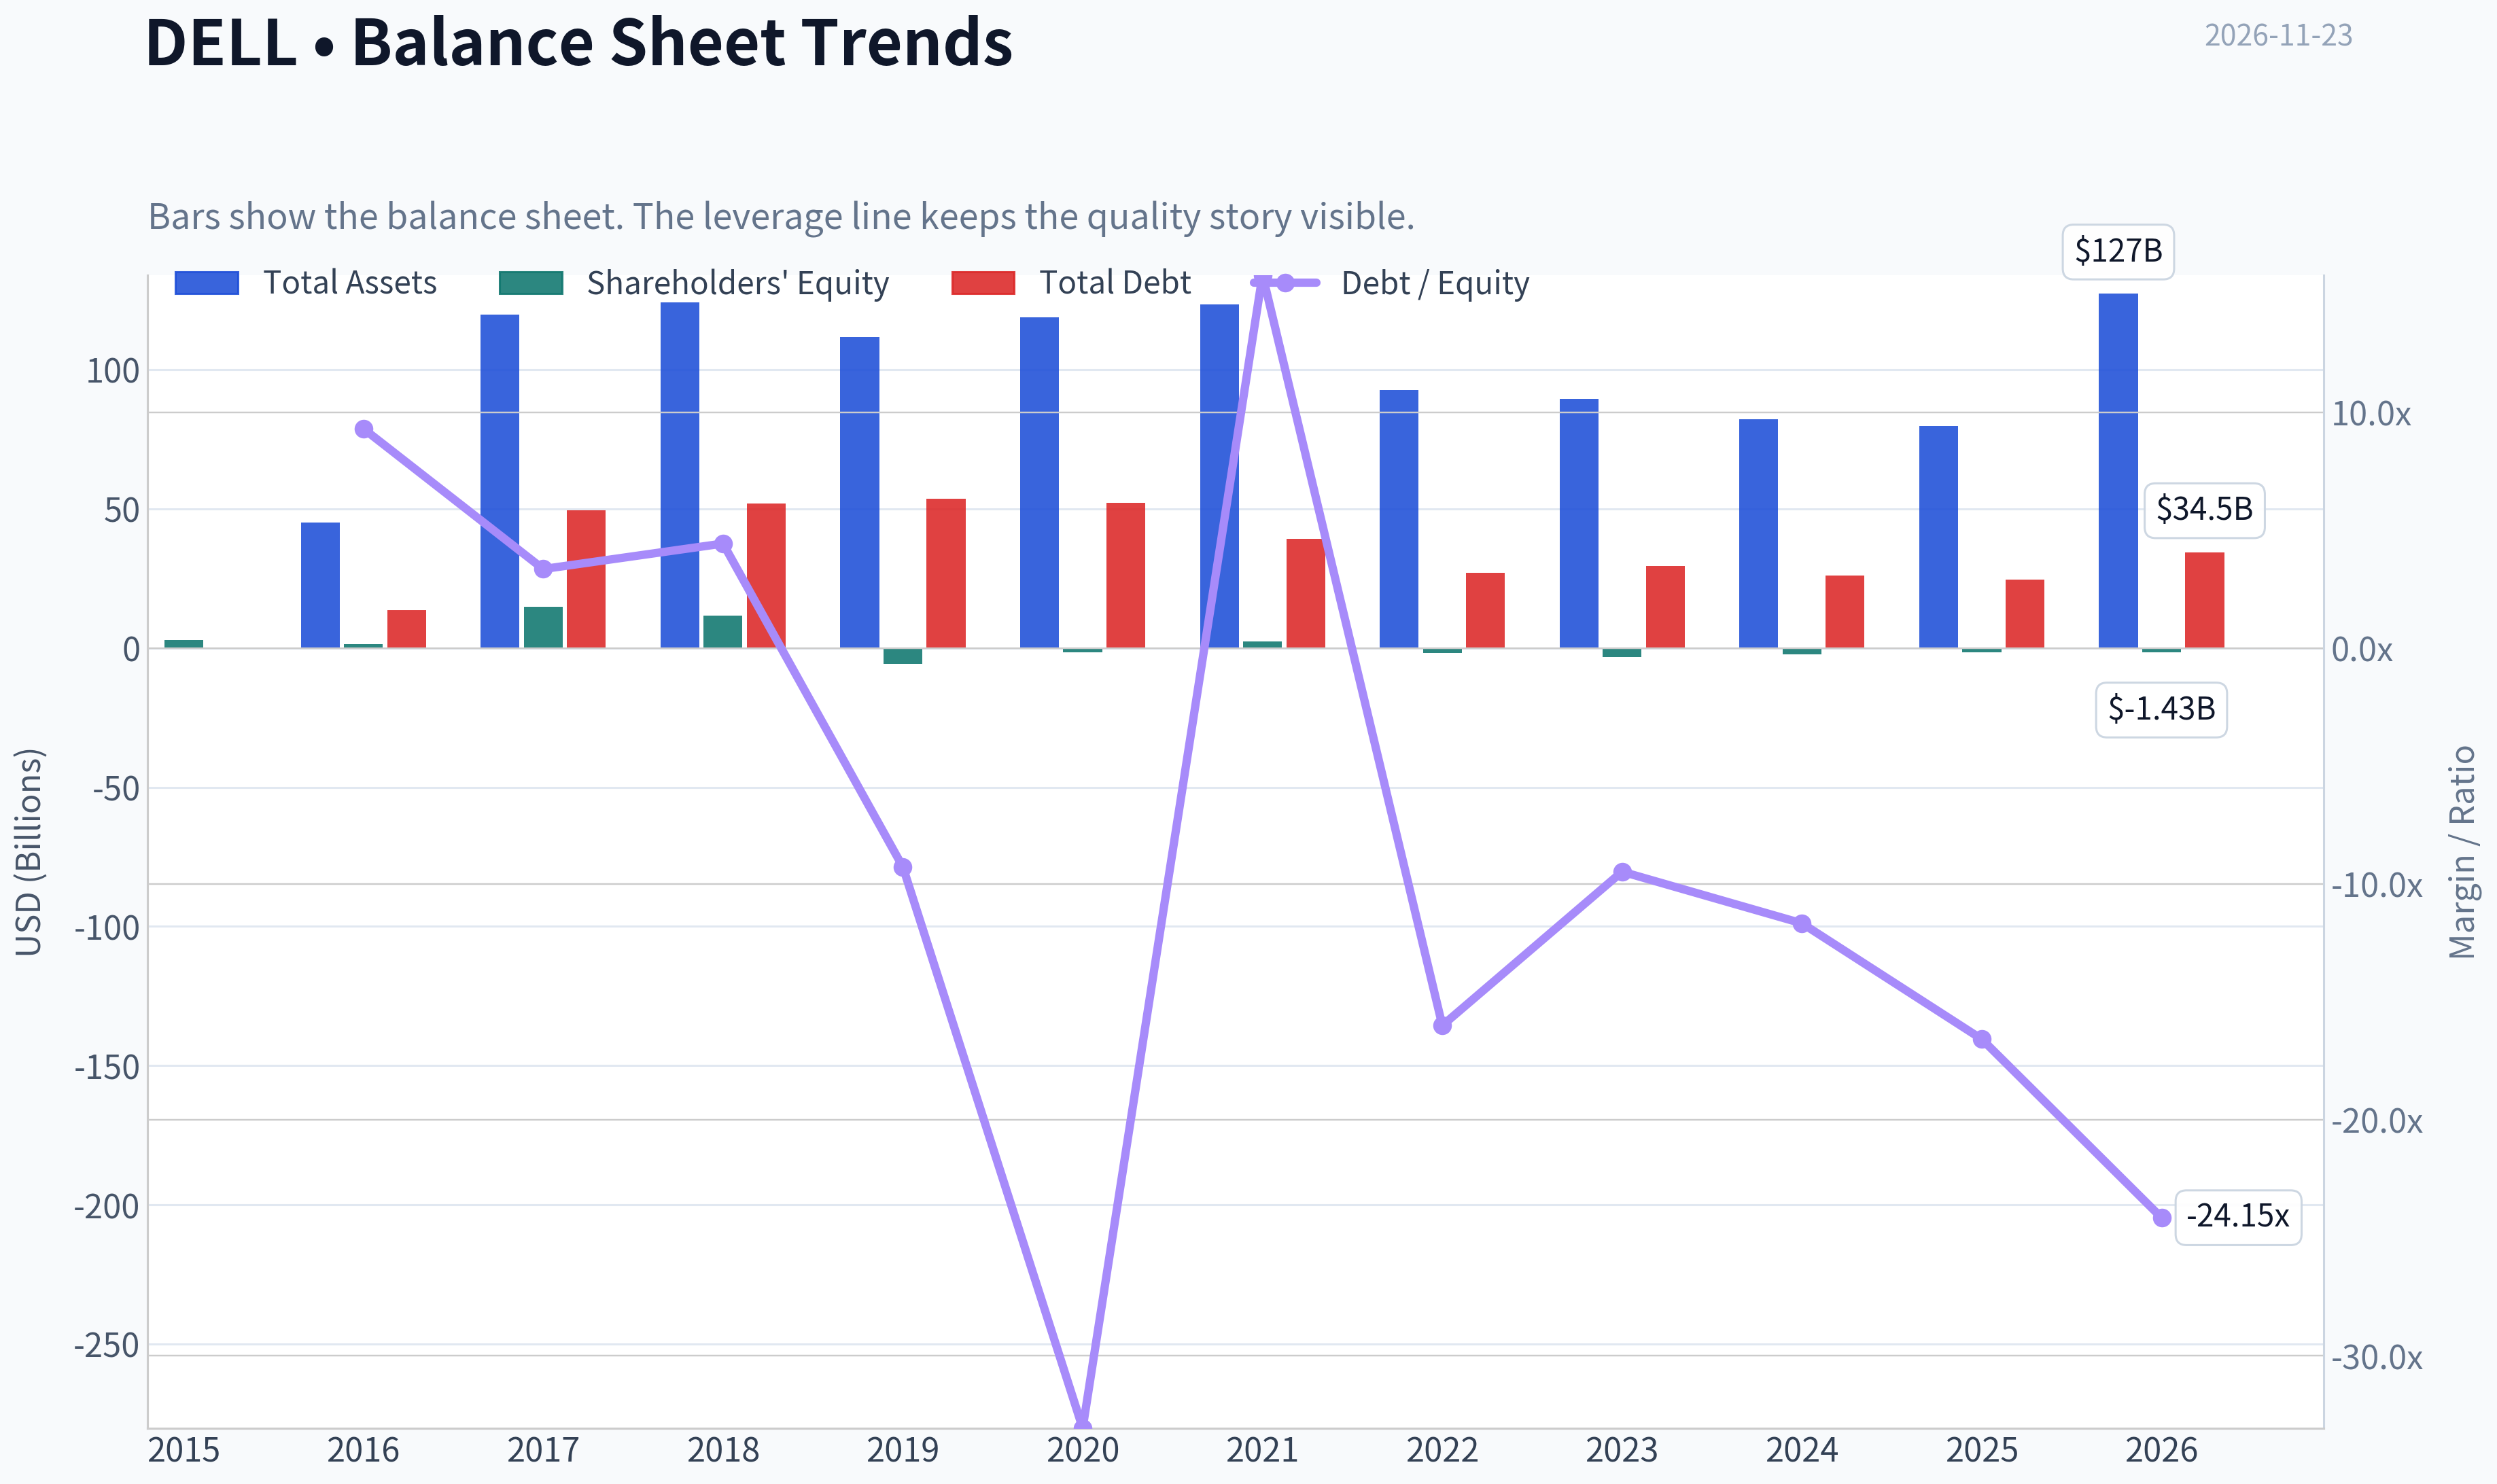 DELL • Balance Sheet Trends
2026-11-23
Bars show the balance sheet. The leverage line keeps the quality story visible.
Total Assets
Shareholders' Equity
Total Debt
Debt / Equity
$127B
$34.5B
$-1.43B
-24.15x
USD (Billions)
100
50
0
-50
-100
-150
-200
-250
10.0x
0.0x
-10.0x
-20.0x
-30.0x
Margin / Ratio
2015 2016 2017 2018 2019 2020 2021 2022 2023 2024 2025 2026